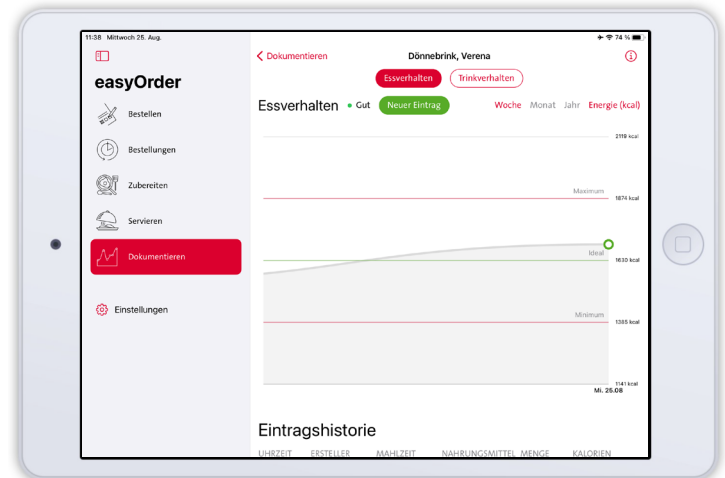 11:38 Mittwoch 25. Aug.
74 %
easyOrder
Bestellen
Bestellungen
Zubereiten
Servieren
Dokumentieren
Einstellungen
Dokumentieren
Dönnebrink, Verena
Essverhalten Trinkverhalten
Essverhalten • Gut Neuer Eintrag Woche Monat Jahr Energie (kcal)
2119 kcal
Maximum
1874 kcal
Ideal
1630 kcal
Minimum
1385 kcal
1141 kcal
Mi. 25.08
Eintragshistorie
UHRZEIT ERSTELLER MAHLZEIT NAHRUNGSMITTEL MENGE KALORIEN